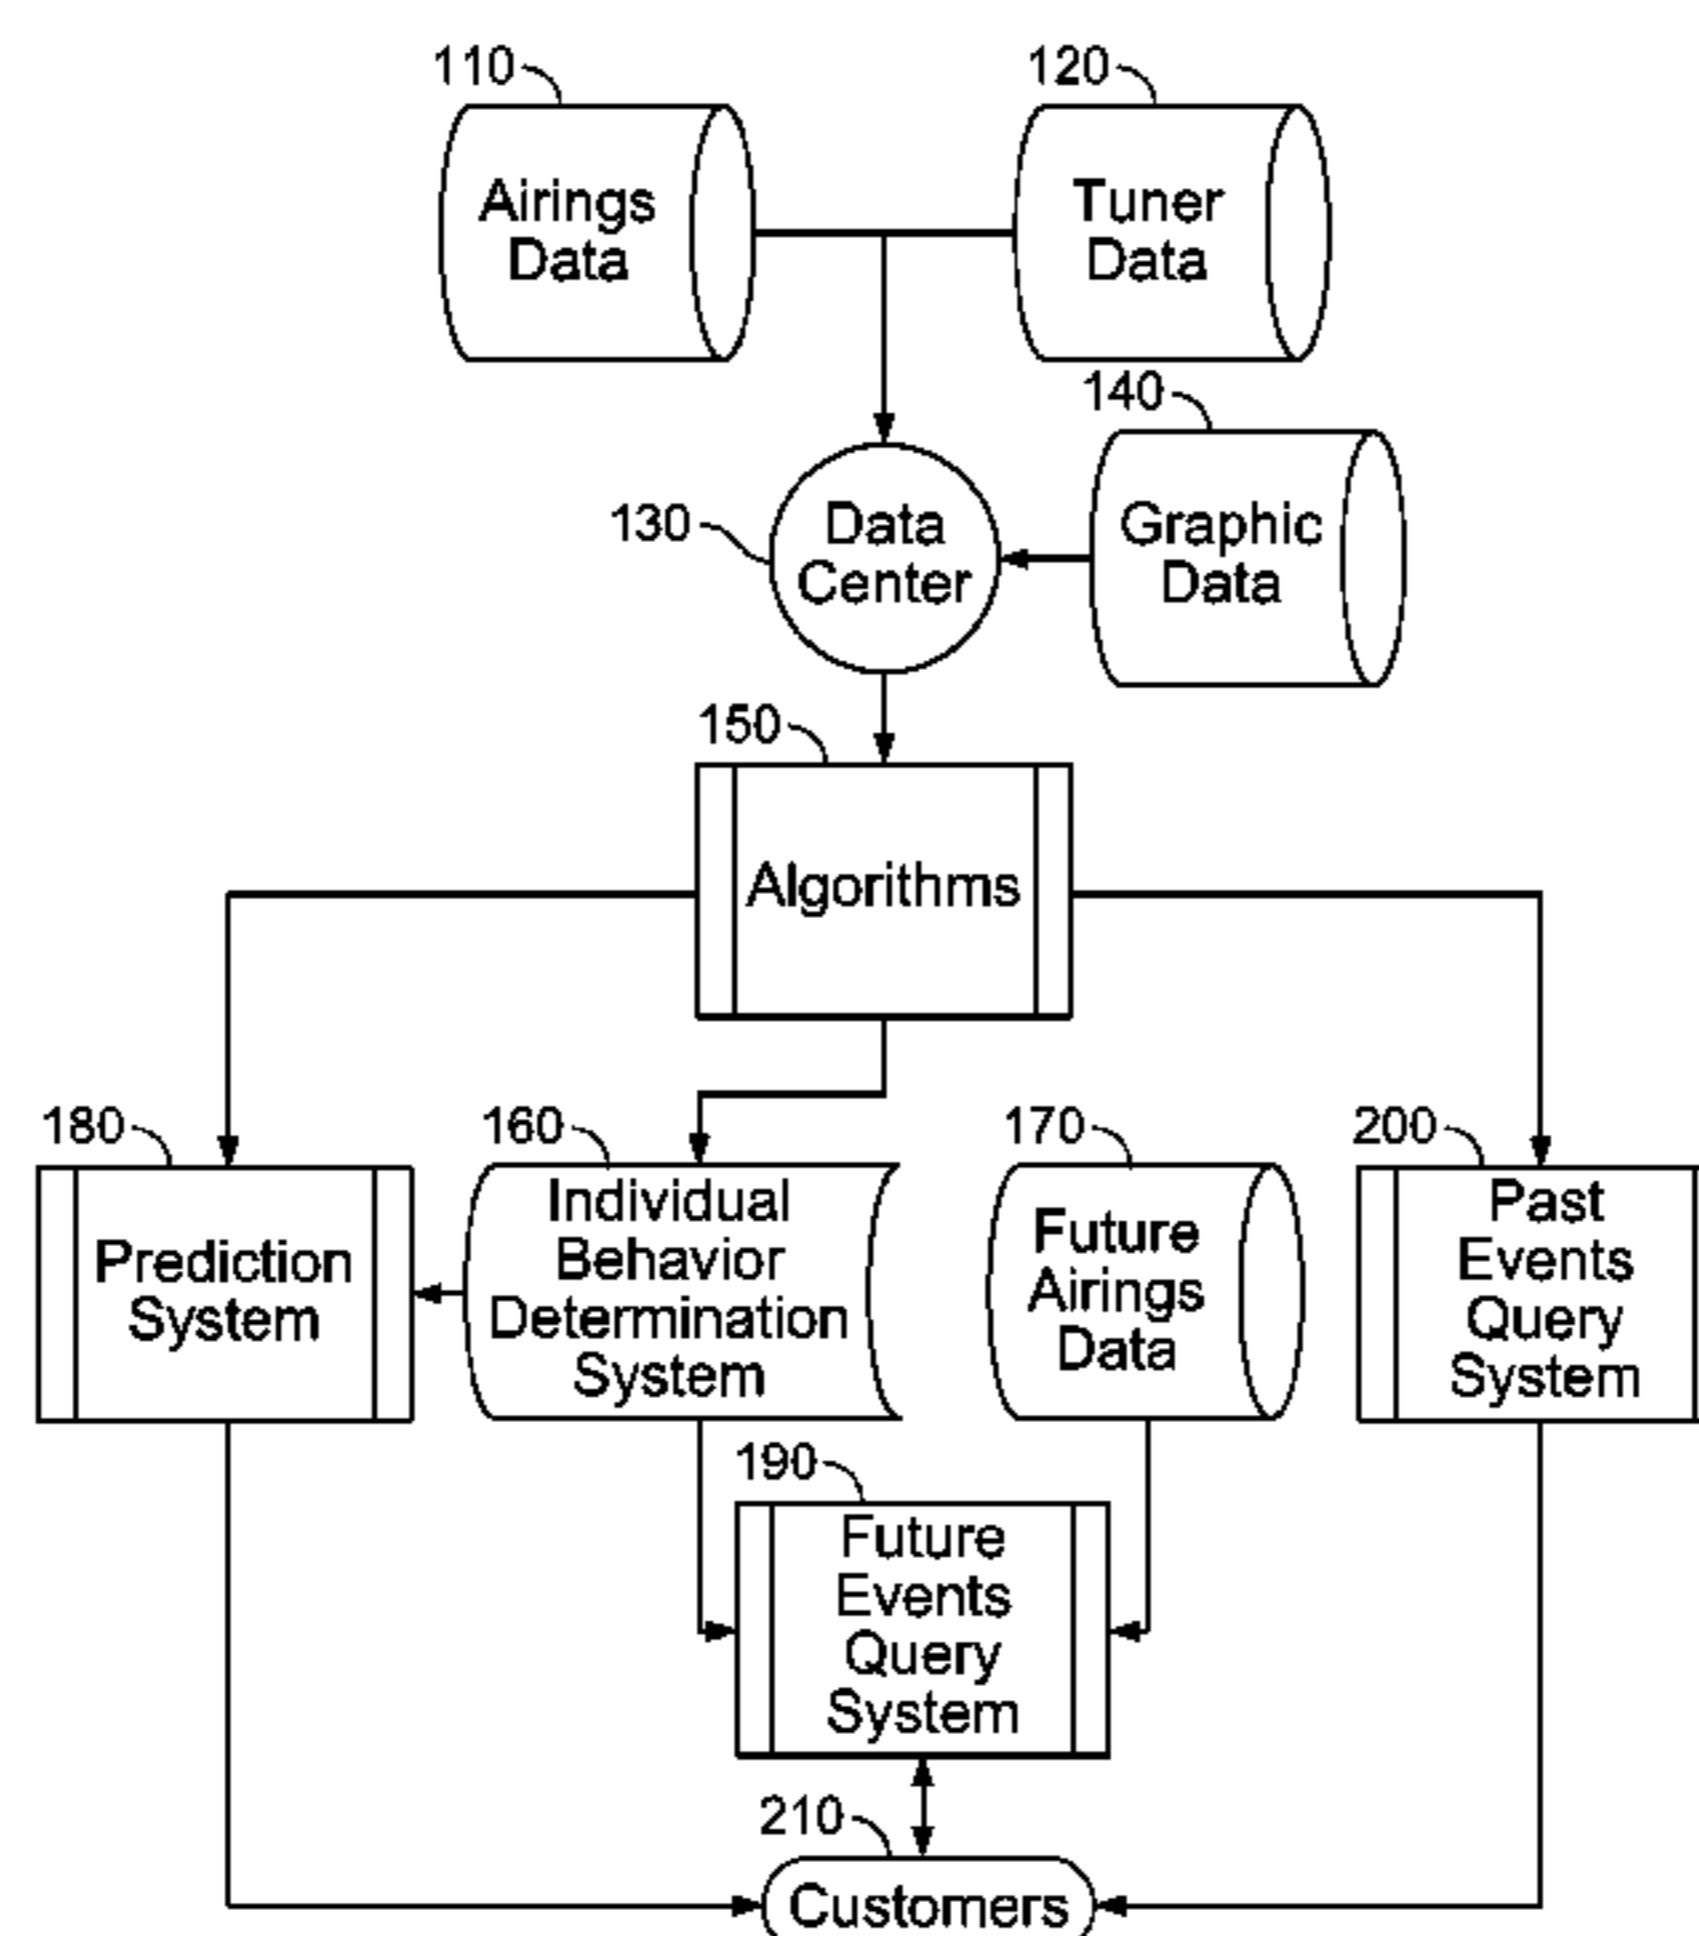 110
120
Airings
Data
Tuner
Data
140
130
Data
Center
Graphic
Data
150
Algorithms
180
160
170
200
Prediction
System
Individual
Behavior
Determination
System
Future
Airings
Data
Past
Events
Query
System
190
Future
Events
Query
System
210
Customers